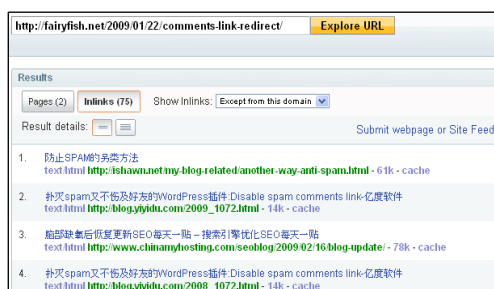 http://fairyfish.net/2009/01/22/comments-link-redirect/ Explore URL
Results
Pages (2) Inlinks (75) Show Inlinks: Except from this domain
Result details: Submit webpage or Site Feed
1. 防止SPAM的另类方法
text/html http://ishawn.net/my-blog-related/another-way-anti-spam.html - 61k - cache
2. 扑灭spam又不伤及好友的WordPress插件:Disable spam comments link-亿度软件
text/html http://blog.yiyidu.com/2009_1072.html - 14k - cache
3. 脑部缺氧后恢复更新SEO每天一贴 – 搜索引擎优化SEO每天一贴
text/html http://www.chinamyhosting.com/seoblog/2009/02/16/blog-update/ - 78k - cache
4. 扑灭spam又不伤及好友的WordPress插件:Disable spam comments link-亿度软件
text/html http://blog.yiyidu.com/2008_1072.html - 14k - cache